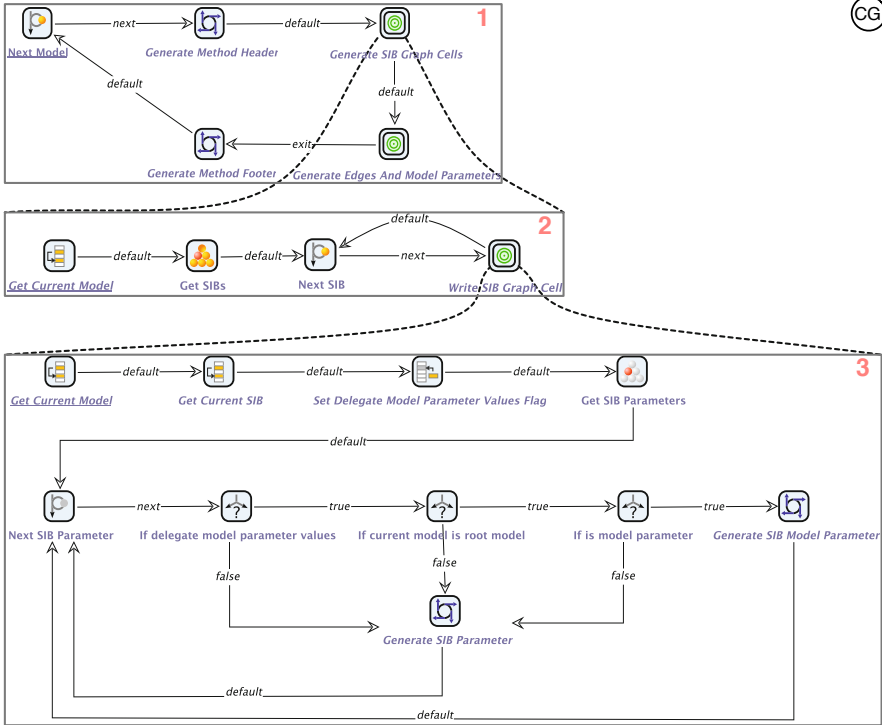 next
default
1
CG
Next Model
Generate Method Header
Generate SIB Graph Cells
default
default
exit
Generate Method Footer
Generate Edges And Model Parameters
default
2
default
default
next
Get Current Model
Get SIBs
Next SIB
Write SIB Graph Cell
default
default
default
3
Get Current Model
Get Current SIB
Set Delegate Model Parameter Values Flag
Get SIB Parameters
default
next
true
true
true
Next SIB Parameter
If delegate model parameter values
If current model is root model
If is model parameter
Generate SIB Model Parameter
false
false
false
Generate SIB Parameter
default
default